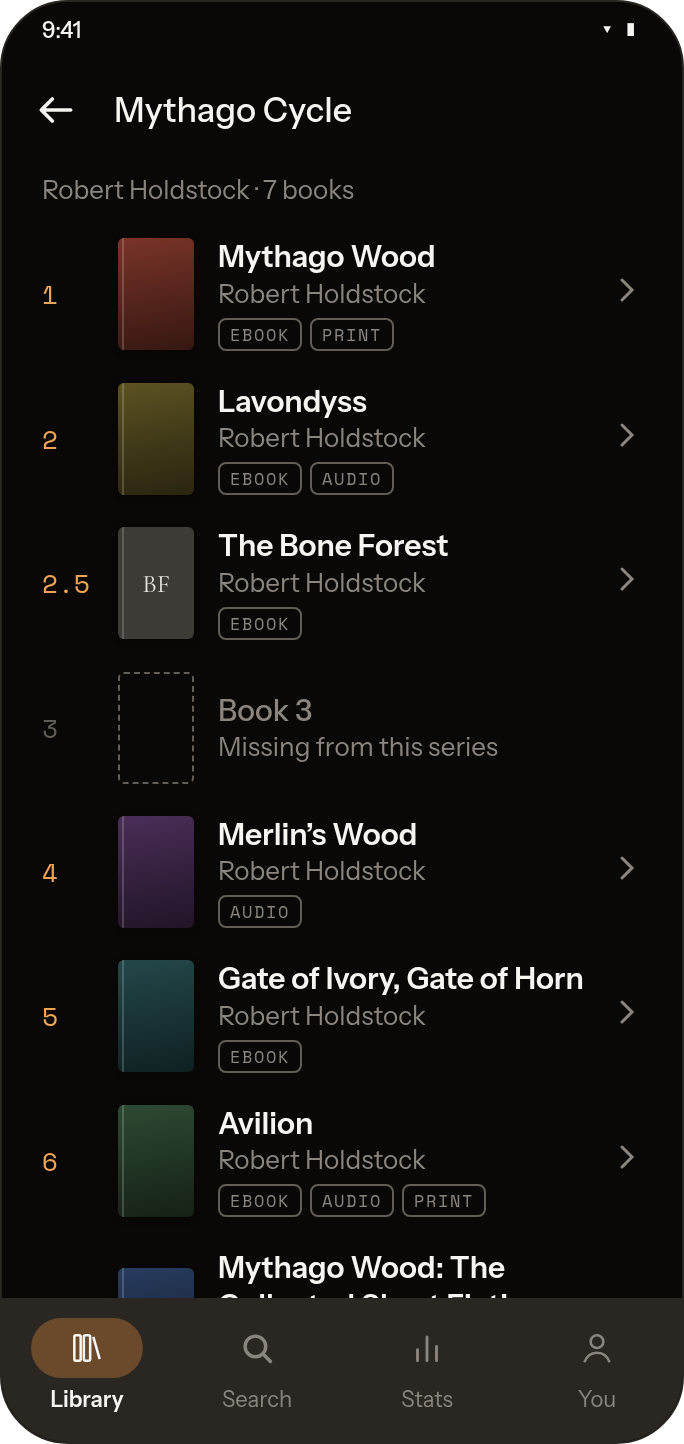 9:41
Mythago Cycle
Robert Holdstock · 7 books
1
Mythago Wood
Robert Holdstock
EBOOK PRINT
2
Lavondyss
Robert Holdstock
EBOOK AUDIO
2.5
BF
The Bone Forest
Robert Holdstock
EBOOK
3
Book 3
Missing from this series
4
Merlin’s Wood
Robert Holdstock
AUDIO
5
Gate of Ivory, Gate of Horn
Robert Holdstock
EBOOK
6
Avilion
Robert Holdstock
EBOOK AUDIO PRINT
Mythago Wood: The
Library Search Stats You